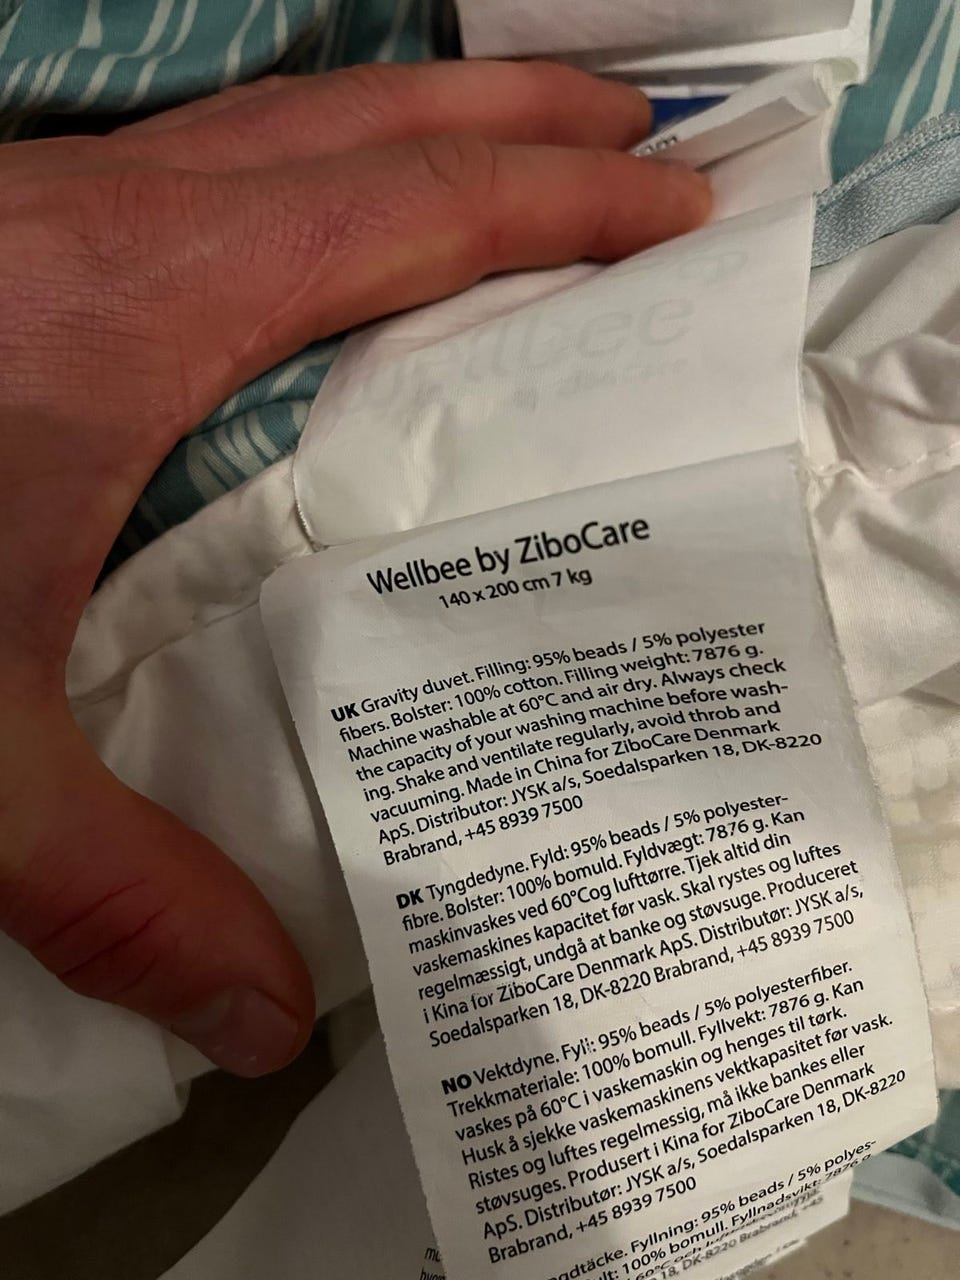 Wellbee by ZiboCare
140 x 200 cm 7 kg
UK Gravity duvet. Filling: 95% beads / 5% polyester
fibers. Bolster: 100% cotton. Filling weight: 7876 g.
Machine washable at 60°C and air dry. Always check
the capacity of your washing machine before wash-
ing. Shake and ventilate regularly, avoid throb and
vacuuming. Made in China for ZiboCare Denmark
ApS. Distributor: JYSK a/s, Soedalsparken 18, DK-8220
Brabrand, +45 8939 7500
DK Tyngdedyne. Fyld: 95% beads / 5% polyester-
fibre. Bolster: 100% bomuld. Fyldvægt: 7876 g. Kan
maskinvaskes ved 60°Cog lufttørre. Tjek altid din
vaskemaskines kapacitet før vask. Skal rystes og luftes
regelmæssigt, undgå at banke og støvsuge. Produceret
i Kina for ZiboCare Denmark ApS. Distributør: JYSK a/s,
Soedalsparken 18, DK-8220 Brabrand, +45 8939 7500
NO Vektdyne. Fyll: 95% beads / 5% polyesterfiber.
Trekkmateriale: 100% bomull. Fyllvekt: 7876 g. Kan
vaskes på 60°C i vaskemaskin og henges til tørk.
Husk å sjekke vaskemaskinens vektkapasitet før vask.
Ristes og luftes regelmessig, må ikke bankes eller
støvsuges. Produsert i Kina for ZiboCare Denmark
ApS. Distributør: JYSK a/s, Soedalsparken 18, DK-8220
Brabrand, +45 8939 7500
Fyllning: 95% beads / 5% polyes-
100% bomull. Fyllnadsvikt: 7876 g
60°C och
18, DK-8220 Brabrand, +45